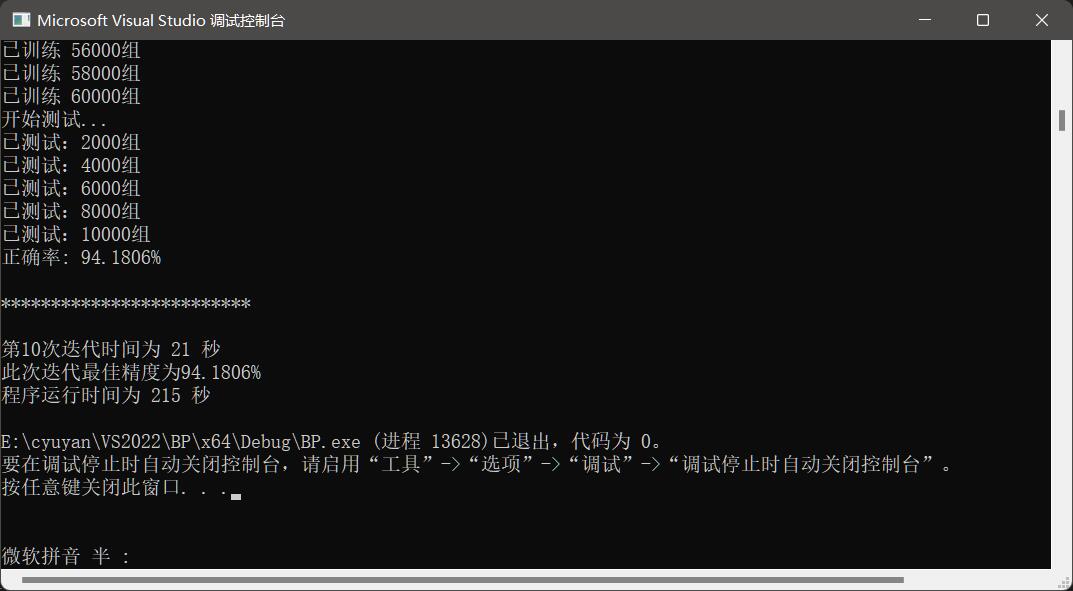 Microsoft Visual Studio 调试控制台
已训练 56000组
已训练 58000组
已训练 60000组
开始测试...
已测试：2000组
已测试：4000组
已测试：6000组
已测试：8000组
已测试：10000组
正确率: 94.1806%
*************************
第10次迭代时间为 21 秒
此次迭代最佳精度为94.1806%
程序运行时间为 215 秒
E:\cyuyan\VS2022\BP\x64\Debug\BP.exe (进程 13628)已退出，代码为 0。
要在调试停止时自动关闭控制台，请启用“工具”->“选项”->“调试”->“调试停止时自动关闭控制台”。
按任意键关闭此窗口. . .
微软拼音 半 :